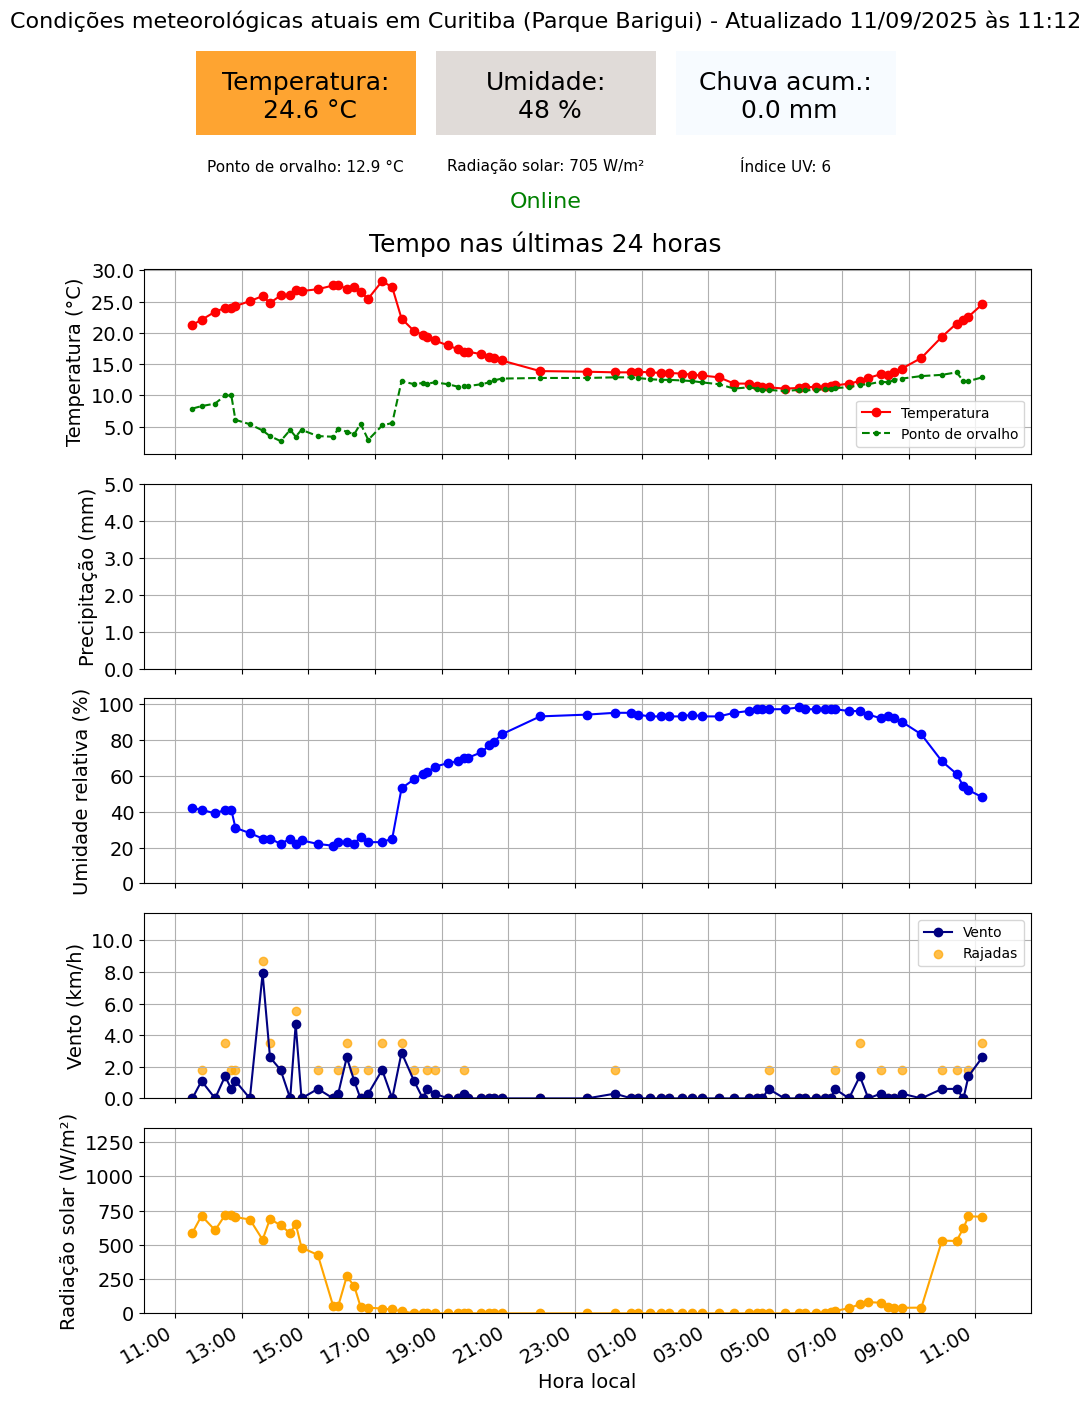 Condições meteorológicas atuais em Curitiba (Parque Barigui) - Atualizado 11/09/2025 às 11:12
Temperatura:
24.6 °C
Umidade:
48 %
Chuva acum.:
0.0 mm
Ponto de orvalho: 12.9 °C
Radiação solar: 705 W/m²
Índice UV: 6
Online
Tempo nas últimas 24 horas
Temperatura (°C)
30.0
25.0
20.0
15.0
10.0
5.0
Temperatura
Ponto de orvalho
Precipitação (mm)
5.0
4.0
3.0
2.0
1.0
0.0
Umidade relativa (%)
100
80
60
40
20
0
Vento (km/h)
10.0
8.0
6.0
4.0
2.0
0.0
Vento
Rajadas
Radiação solar (W/m²)
1250
1000
750
500
250
0
11:00 13:00 15:00 17:00 19:00 21:00 23:00 01:00 03:00 05:00 07:00 09:00 11:00
Hora local